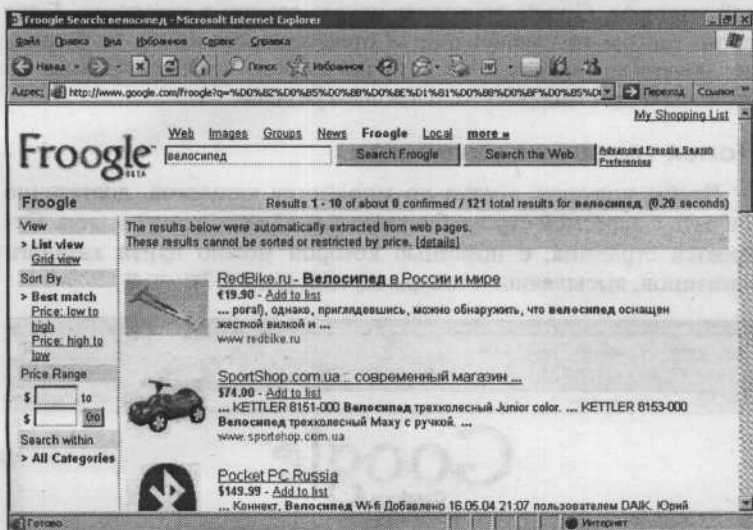 Froogle Search: велосипед - Microsoft Internet Explorer
Файл Правка Вид Избранное Сервис Справка
Назад Поиск Избранное
Адрес: http://www.google.com/froogle?q=%D0%B2%D0%B5%D0%BB%D0%BE%D1%81%D0%B8%D0%BF%D0%B5%D0 Переход Ссылки
My Shopping List
Froogle BETA
Web Images Groups News Froogle Local more »
велосипед Search Froogle Search the Web Advanced Froogle Search
Preferences
Froogle Results 1 - 10 of about 0 confirmed / 121 total results for велосипед. (0.20 seconds)
View
> List view
Grid view
Sort By
> Best match
Price: low to
high
Price: high to
low
Price Range
$ to
$ Go
Search within
> All Categories
The results below were automatically extracted from web pages.
These results cannot be sorted or restricted by price. [details]
RedBike.ru - Велосипед в России и мире
€19.90 - Add to list
... рога!), однако, приглядевшись, можно обнаружить, что велосипед оснащен
жесткой вилкой и ...
www.redbike.ru
SportShop.com.ua :: современный магазин ...
$74.00 - Add to list
... KETTLER 8151-000 Велосипед трехколесный Junior color. ... KETTLER 8153-000
Велосипед трехколесный Maxy с ручкой. ...
www.sportshop.com.ua
Pocket PC Russia
$149.99 - Add to list
... Коннект, Велосипед Wi-fi Добавлено 16.05.04 21:07 пользователем DAIK. Юрий
Готово Интернет